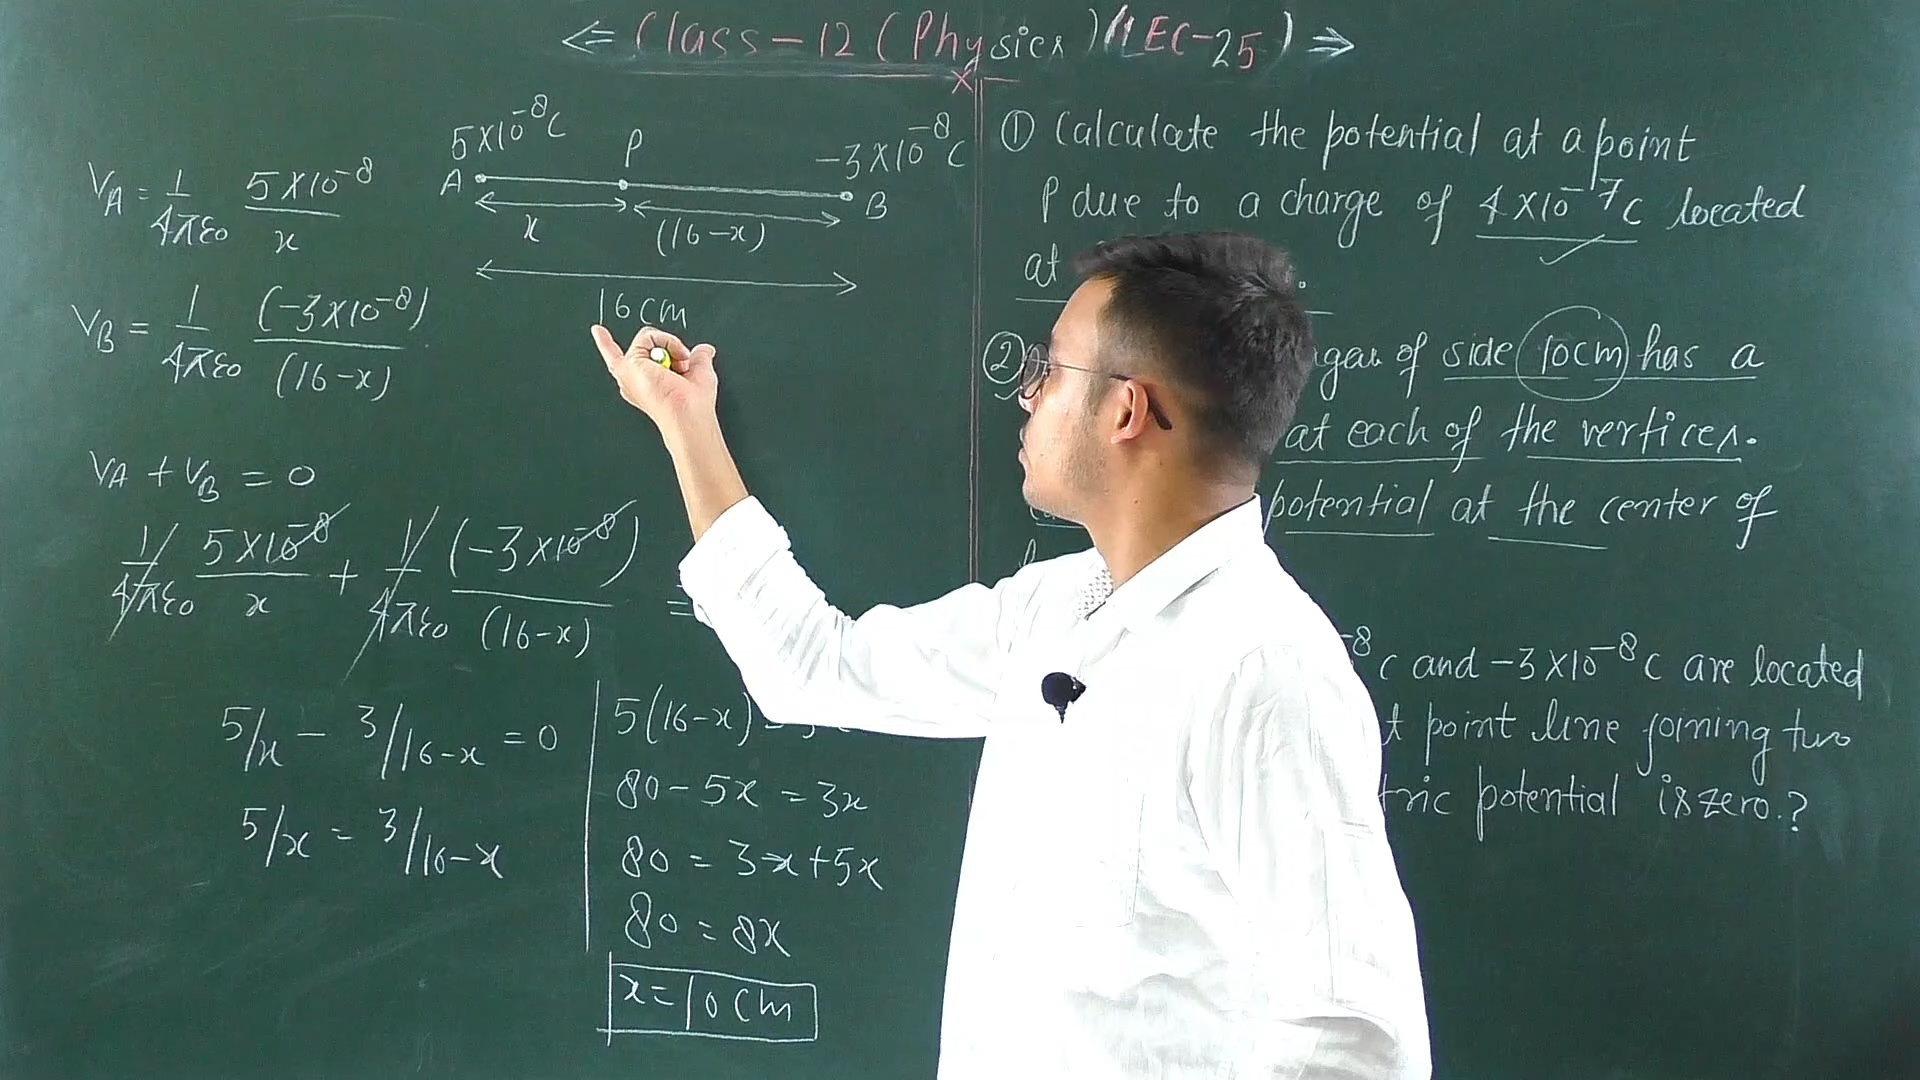 ⇐ Class-12 (Physics) (LEC-25) ⇒
5×10⁻⁸C P -3×10⁻⁸C
A B
x (16-x)
16cm
V_A = 1/4πε₀ 5×10⁻⁸/x
V_B = 1/4πε₀ (-3×10⁻⁸)/(16-x)
V_A + V_B = 0
1/4πε₀ 5×10⁻⁸/x + 1/4πε₀ (-3×10⁻⁸)/(16-x) =
5/x - 3/16-x = 0
5/x = 3/16-x
5(16-x)
80-5x = 3x
80 = 3x+5x
80 = 8x
x=10cm
① Calculate the potential at a point
P due to a charge of 4×10⁻⁷C located
at
② of side 10cm has a
at each of the vertices.
potential at the center of
⁻⁸C and -3×10⁻⁸C are located
point line joining two
potential is zero.?